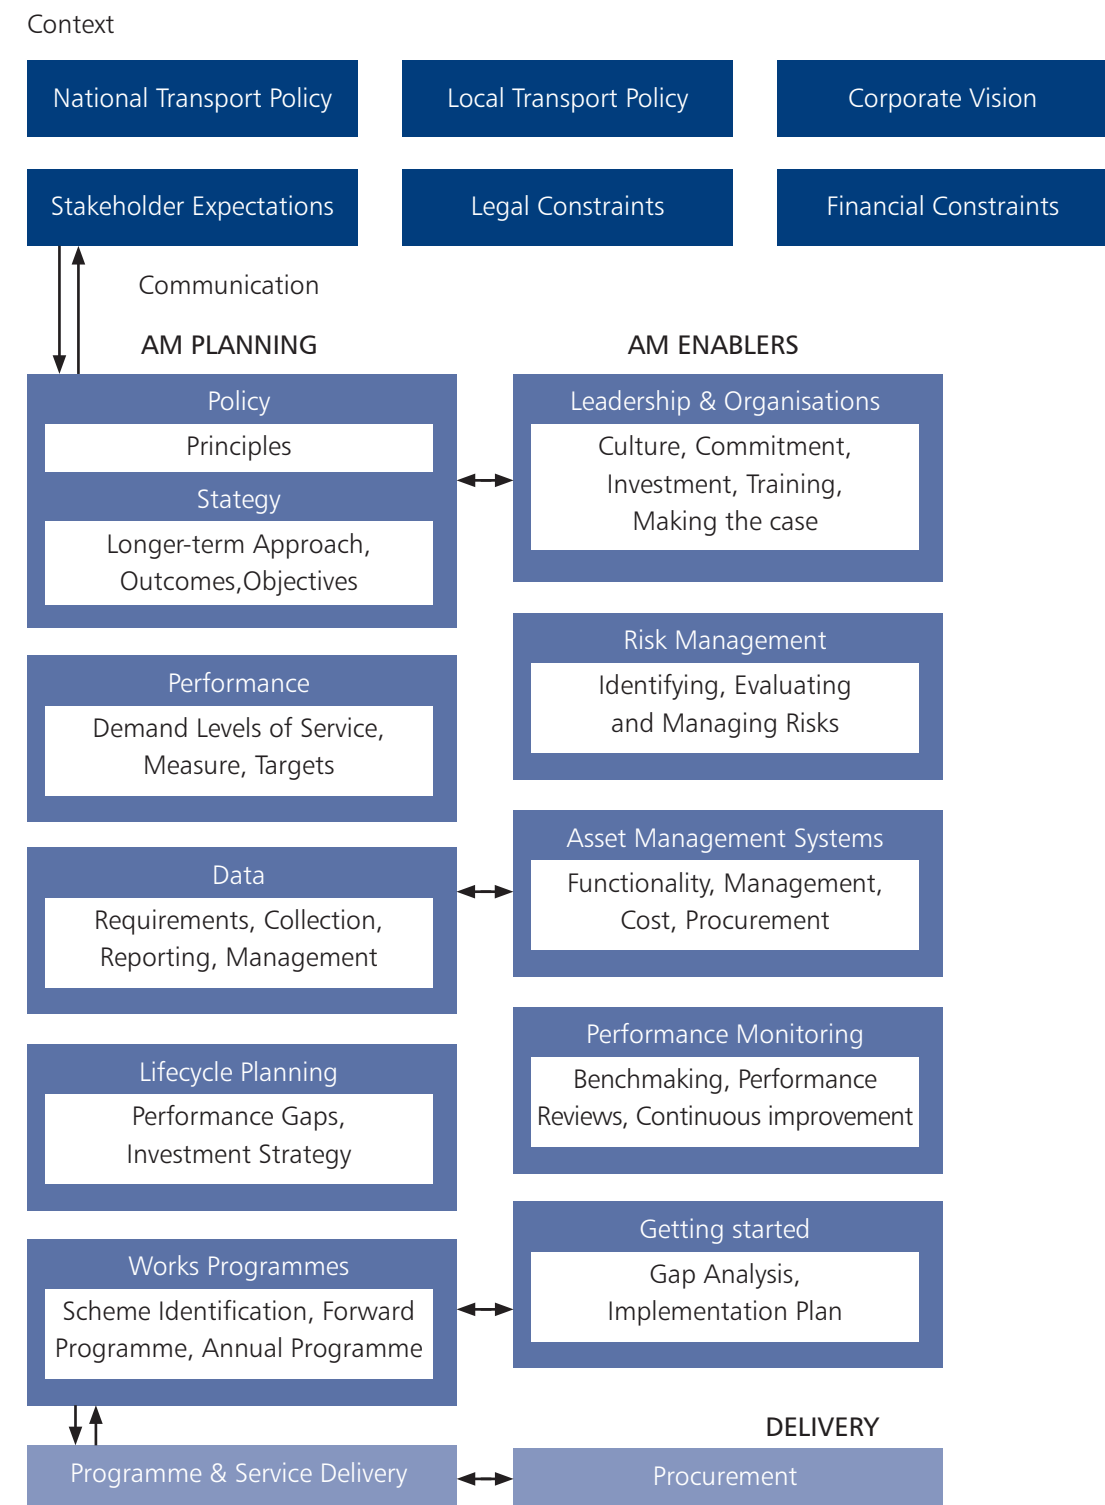 Context
National Transport Policy
Local Transport Policy
Corporate Vision
Stakeholder Expectations
Legal Constraints
Financial Constraints
Communication
AM PLANNING
AM ENABLERS
Policy
Principles
Stategy
Longer-term Approach,
Outcomes,Objectives
Leadership & Organisations
Culture, Commitment,
Investment, Training,
Making the case
Performance
Demand Levels of Service,
Measure, Targets
Risk Management
Identifying, Evaluating
and Managing Risks
Data
Requirements, Collection,
Reporting, Management
Asset Management Systems
Functionality, Management,
Cost, Procurement
Lifecycle Planning
Performance Gaps,
Investment Strategy
Performance Monitoring
Benchmaking, Performance
Reviews, Continuous improvement
Works Programmes
Scheme Identification, Forward
Programme, Annual Programme
Getting started
Gap Analysis,
Implementation Plan
DELIVERY
Programme & Service Delivery
Procurement